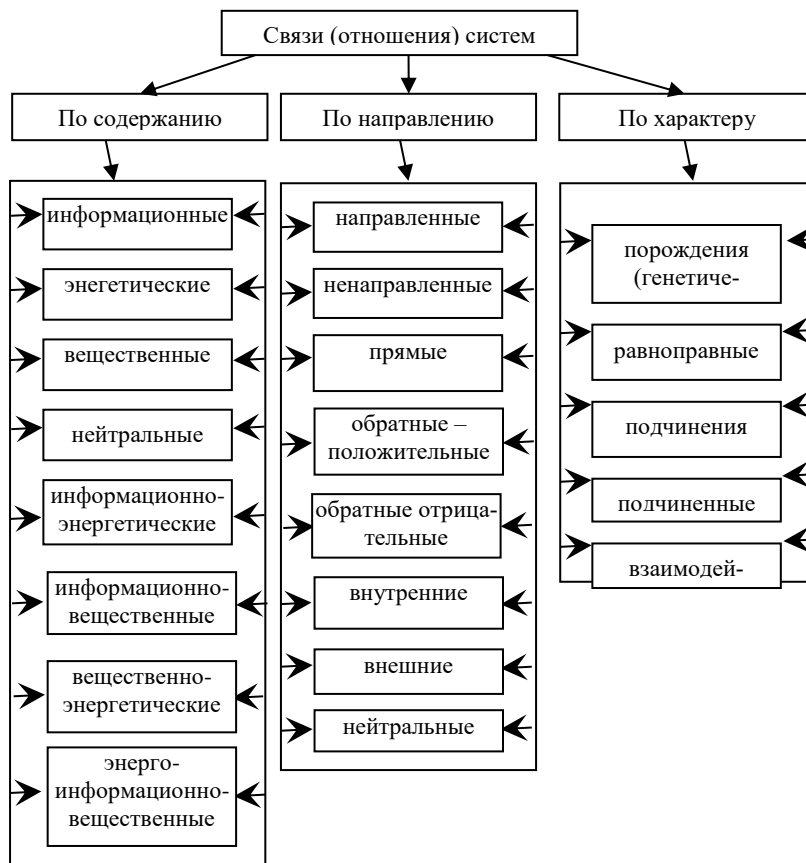 Связи (отношения) систем
По содержанию
По направлению
По характеру
информационные
энегетические
вещественные
нейтральные
информационно-
энергетические
информационно-
вещественные
вещественно-
энергетические
энерго-
информационно-
вещественные
направленные
ненаправленные
прямые
обратные –
положительные
обратные отрица-
тельные
внутренние
внешние
нейтральные
порождения
(генетиче-
равноправные
подчинения
подчиненные
взаимодей-